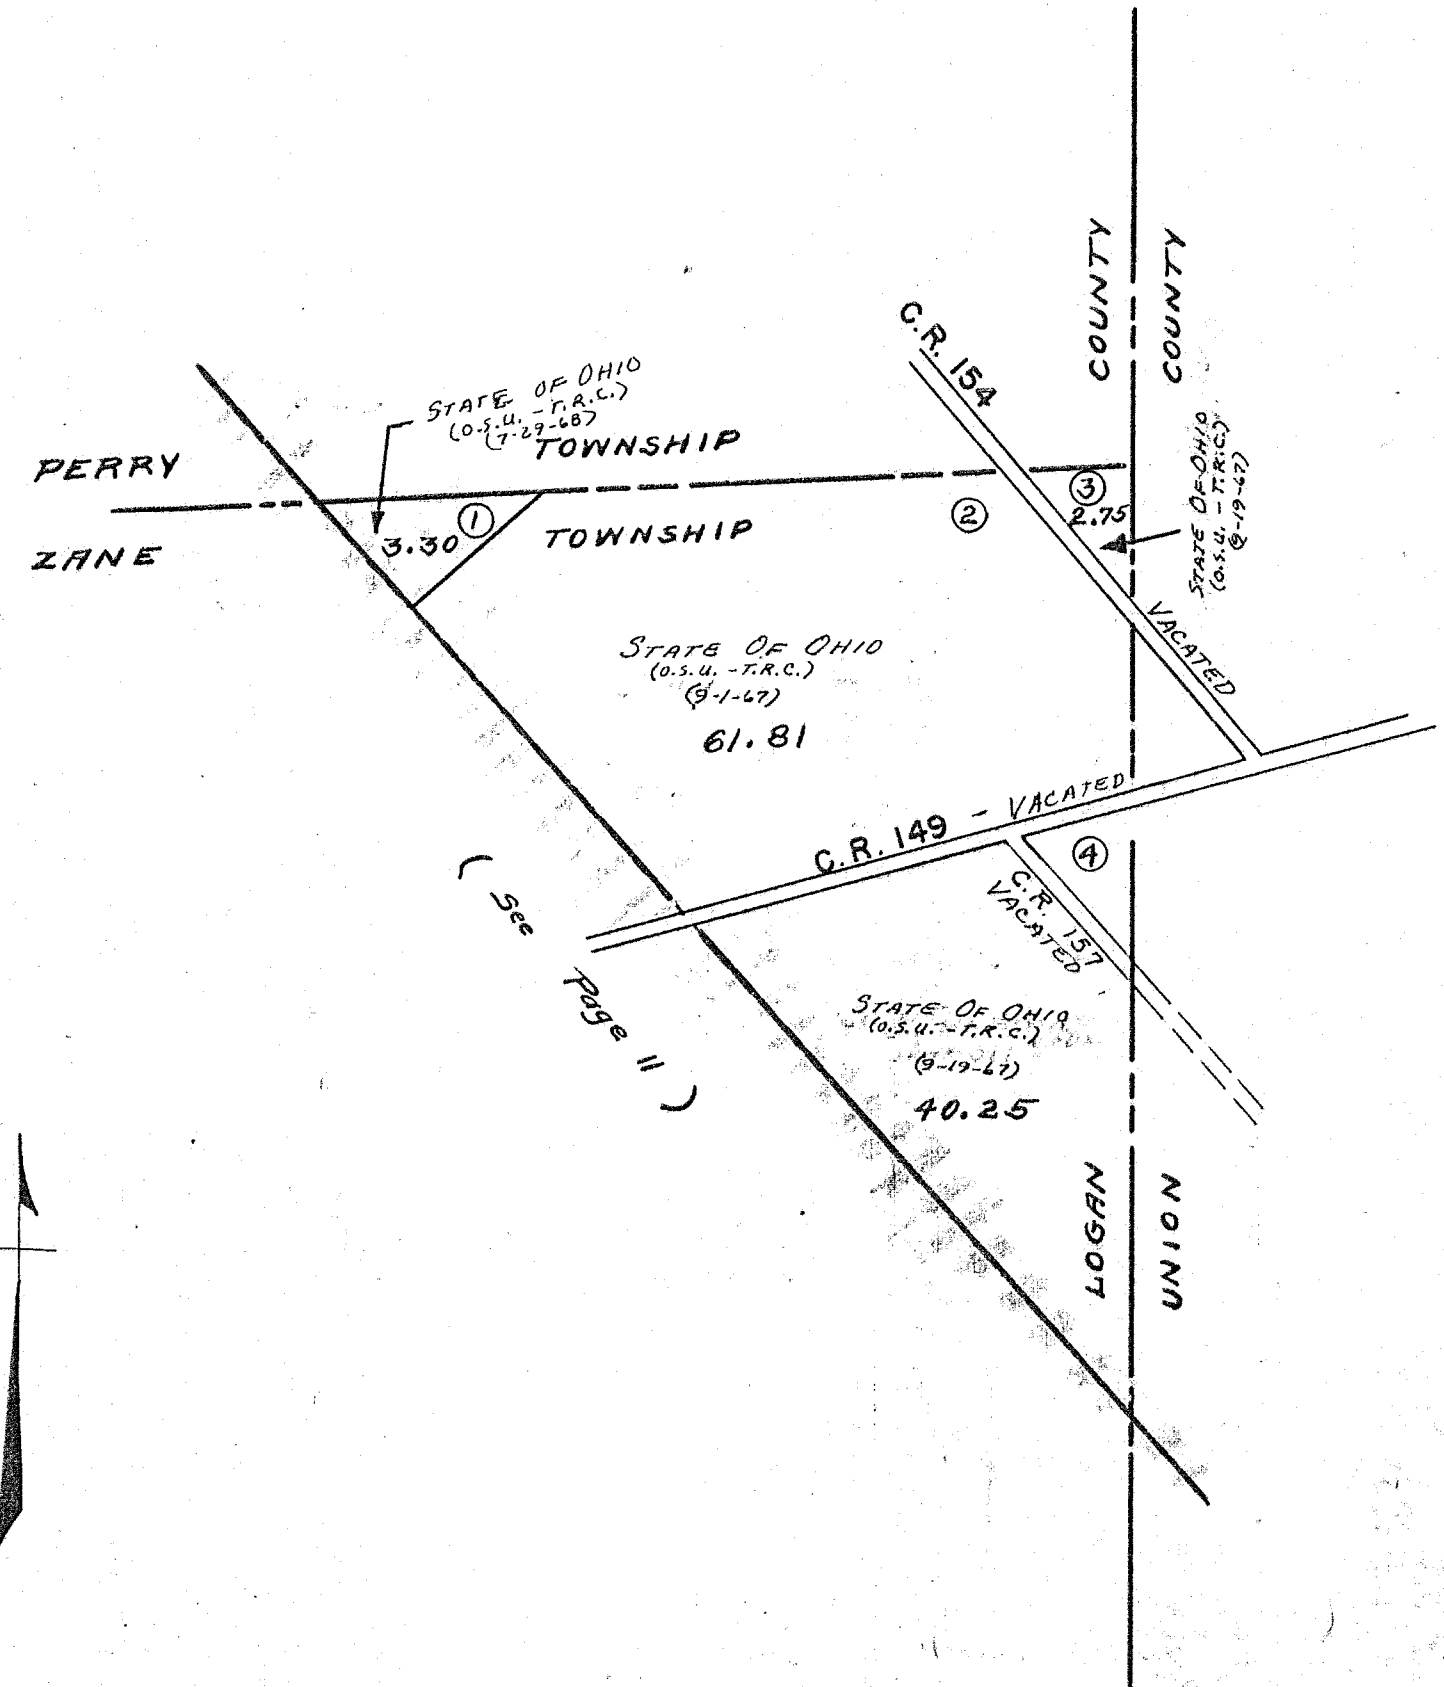 COUNTY
COUNTY
C.R. 154
STATE OF OHIO
(O.S.U. - T.R.C.)
(7-29-68)
PERRY
TOWNSHIP
ZANE
TOWNSHIP
①
3.30
②
③
2.75
STATE OF OHIO
(O.S.U. - T.R.C.)
(9-19-67)
VACATED
STATE OF OHIO
(O.S.U. - T.R.C.)
(9-1-67)
61.81
C.R. 149 - VACATED
④
C.R. 157
VACATED
(See Page 11)
STATE OF OHIO
(O.S.U. - T.R.C.)
(9-19-67)
40.25
LOGAN
UNION